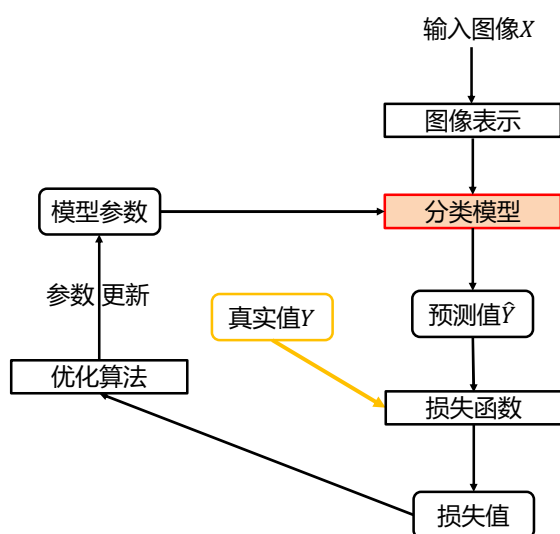 输入图像X
图像表示
模型参数
分类模型
参数 更新
真实值Y
预测值Ŷ
优化算法
损失函数
损失值